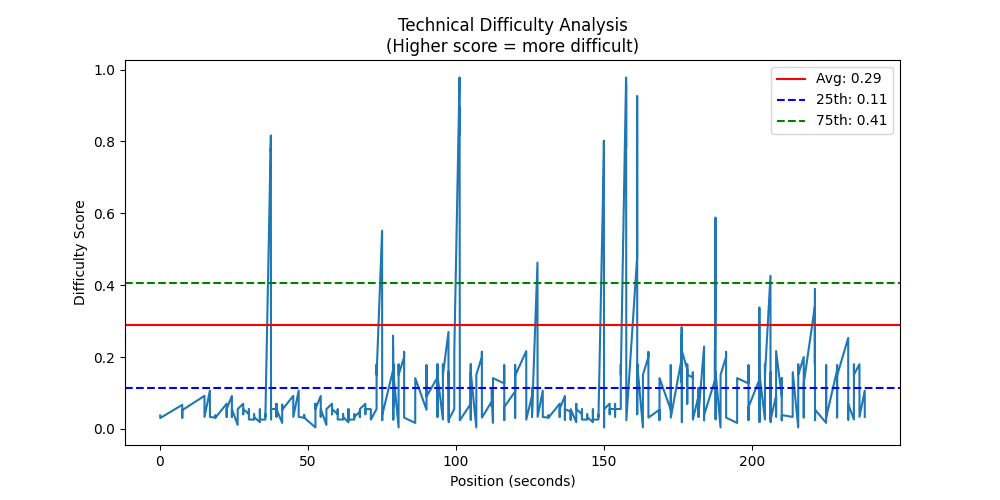 Technical Difficulty Analysis
(Higher score = more difficult)
Avg: 0.29
25th: 0.11
75th: 0.41
Difficulty Score
1.0
0.8
0.6
0.4
0.2
0.0
0
50
100
150
200
Position (seconds)